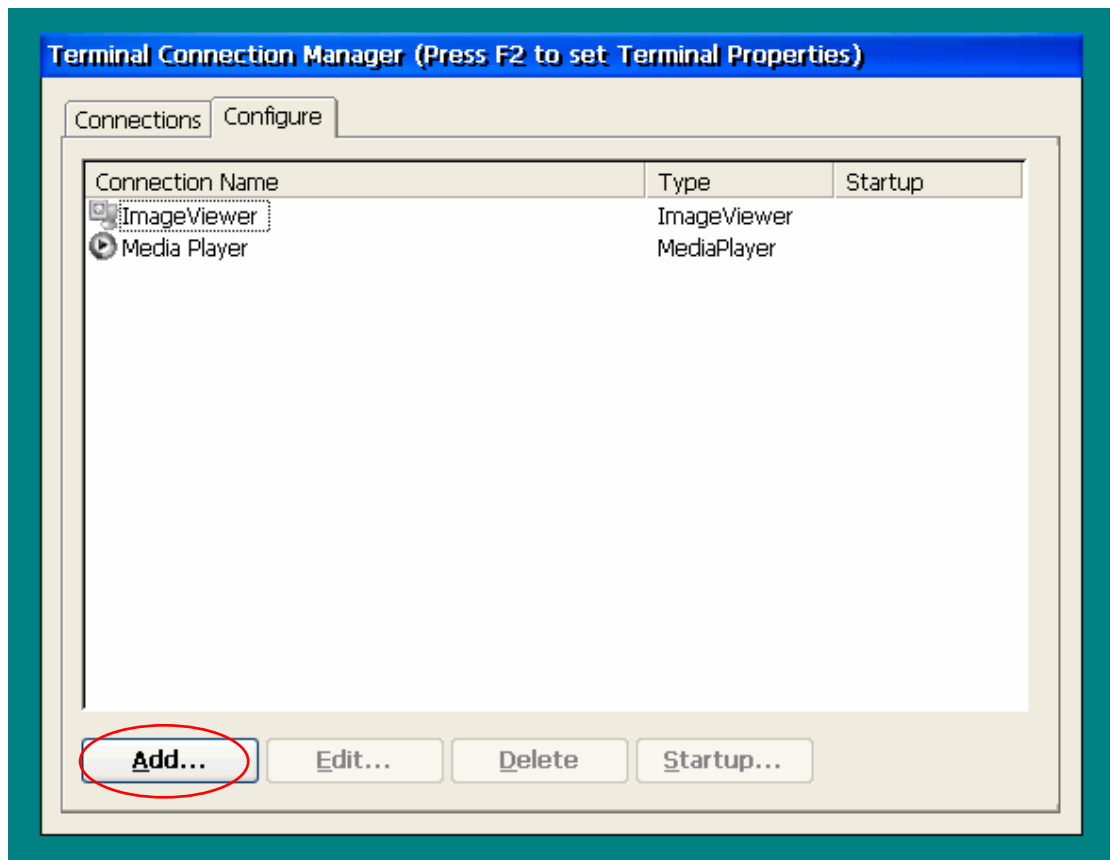 Terminal Connection Manager (Press F2 to set Terminal Properties)
Connections Configure
Connection Name Type Startup
ImageViewer ImageViewer
Media Player MediaPlayer
Add... Edit... Delete Startup...